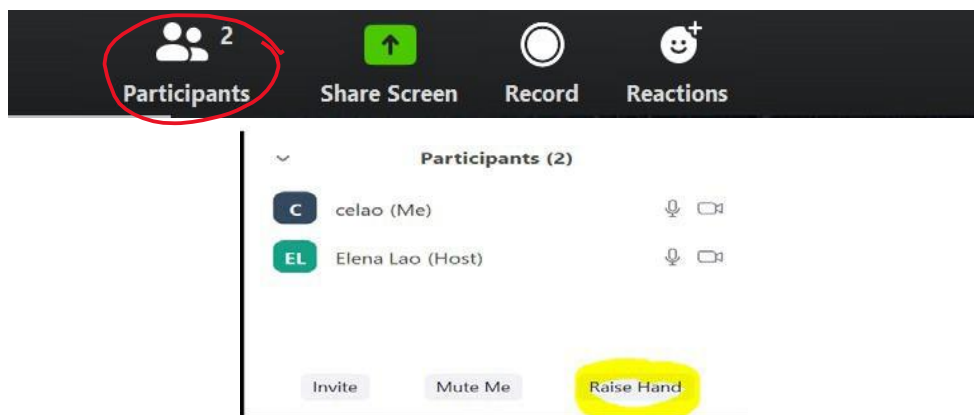 2
Participants Share Screen Record Reactions
Participants (2)
C celao (Me)
EL Elena Lao (Host)
Invite Mute Me Raise Hand